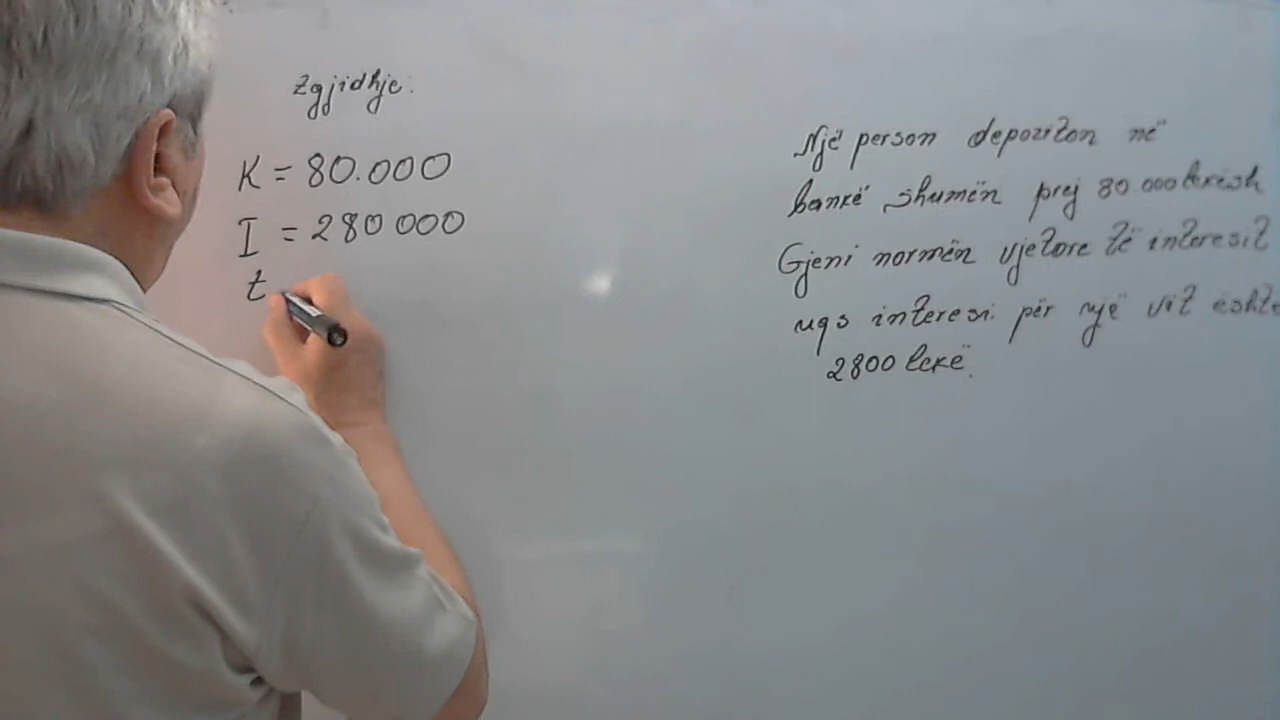 Zgjidhje:
K = 80.000
I = 280 000
t
Një person depoziton në
bankë shumën prej 80 000 lekësh
Gjeni normën vjetore të interesit
nqs interesi për një vit është
2800 lekë.